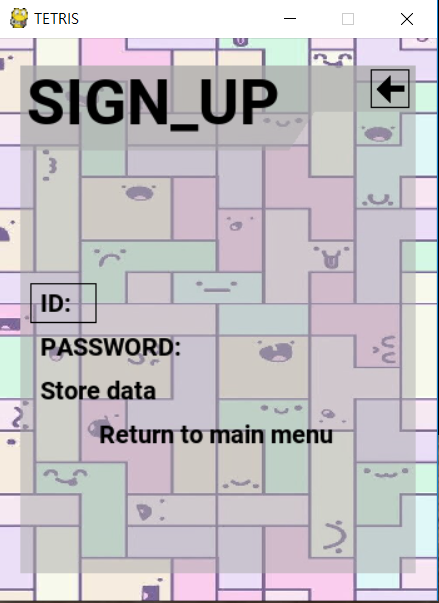 TETRIS
SIGN_UP
ID:
PASSWORD:
Store data
Return to main menu